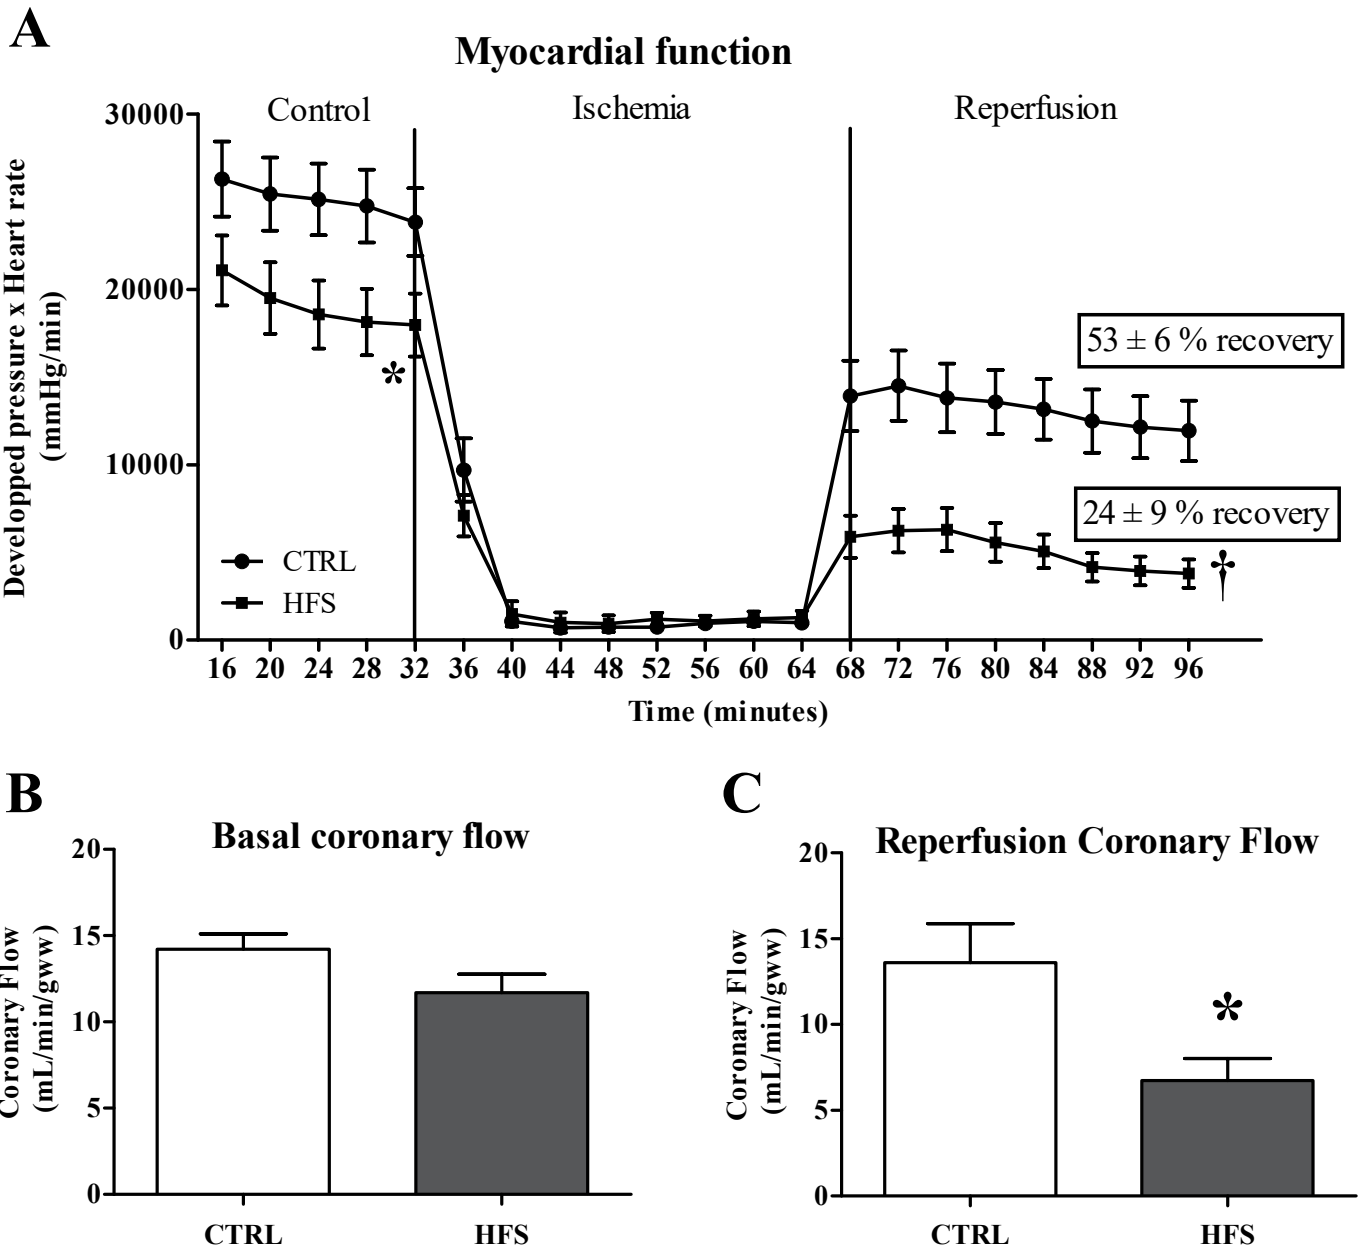 A
Myocardial function
Control
Ischemia
Reperfusion
Developped pressure x Heart rate
(mmHg/min)
30000
20000
10000
0
*
53 ± 6 % recovery
24 ± 9 % recovery
†
CTRL
HFS
16 20 24 28 32 36 40 44 48 52 56 60 64 68 72 76 80 84 88 92 96
Time (minutes)
B
Basal coronary flow
Coronary Flow
(mL/min/gww)
20
15
10
5
0
CTRL HFS
C
Reperfusion Coronary Flow
Coronary Flow
(mL/min/gww)
20
15
10
5
0
*
CTRL HFS